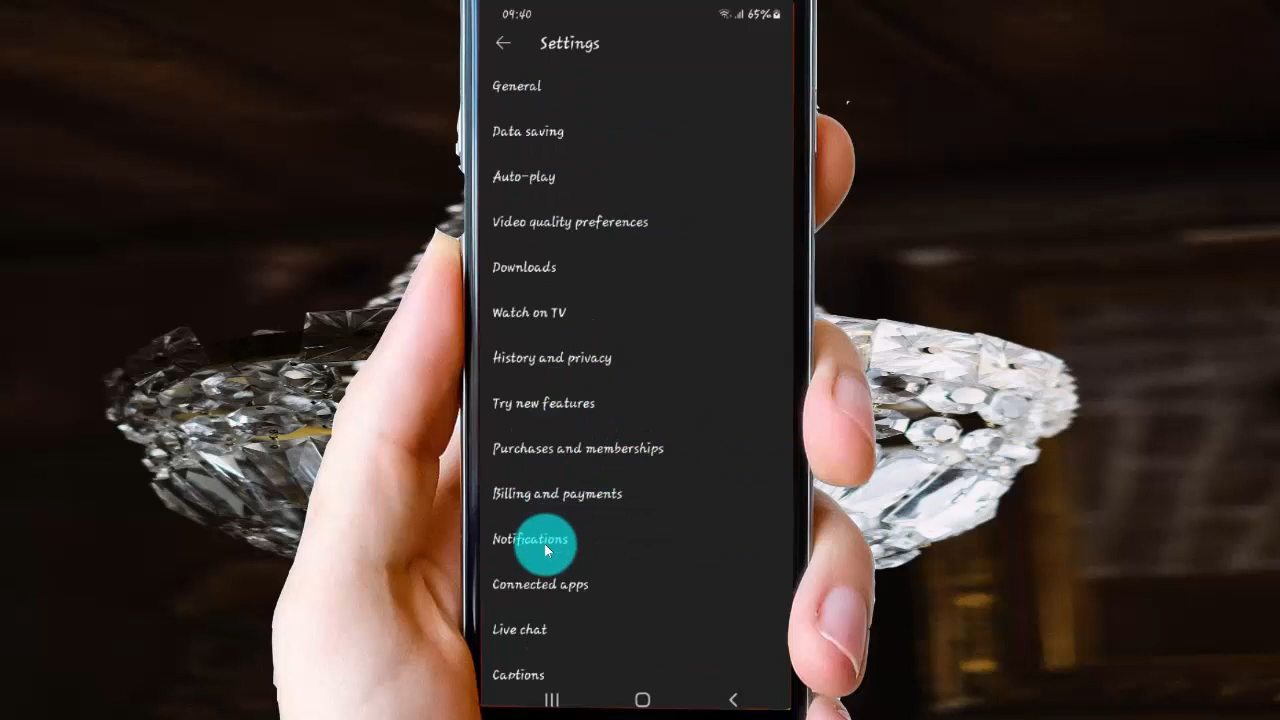 09:40 65%
Settings
General
Data saving
Auto-play
Video quality preferences
Downloads
Watch on TV
History and privacy
Try new features
Purchases and memberships
Billing and payments
Notifications
Connected apps
Live chat
Captions